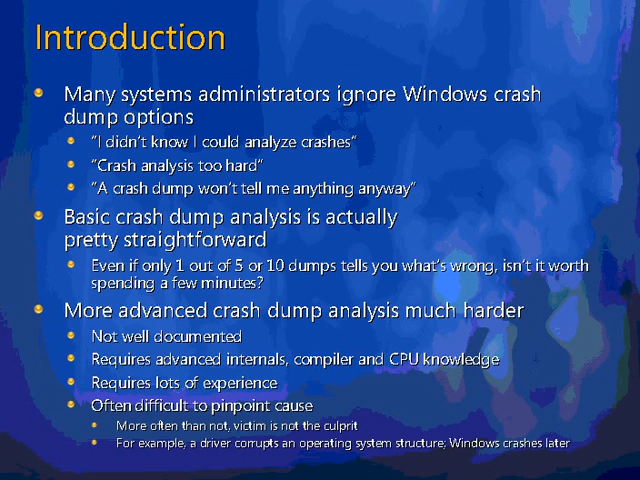 Introduction
Many systems administrators ignore Windows crash
dump options
“I didn’t know I could analyze crashes”
“Crash analysis too hard”
“A crash dump won’t tell me anything anyway”
Basic crash dump analysis is actually
pretty straightforward
Even if only 1 out of 5 or 10 dumps tells you what’s wrong, isn’t it worth
spending a few minutes?
More advanced crash dump analysis much harder
Not well documented
Requires advanced internals, compiler and CPU knowledge
Requires lots of experience
Often difficult to pinpoint cause
More often than not, victim is not the culprit
For example, a driver corrupts an operating system structure; Windows crashes later